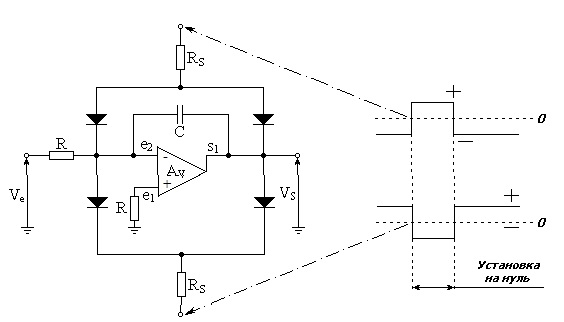 R_S
C
R
e_2
s_1
-
A_v
+
V_e
R
e_1
V_S
R_S
+
0
−
+
0
−
Установка
на нуль